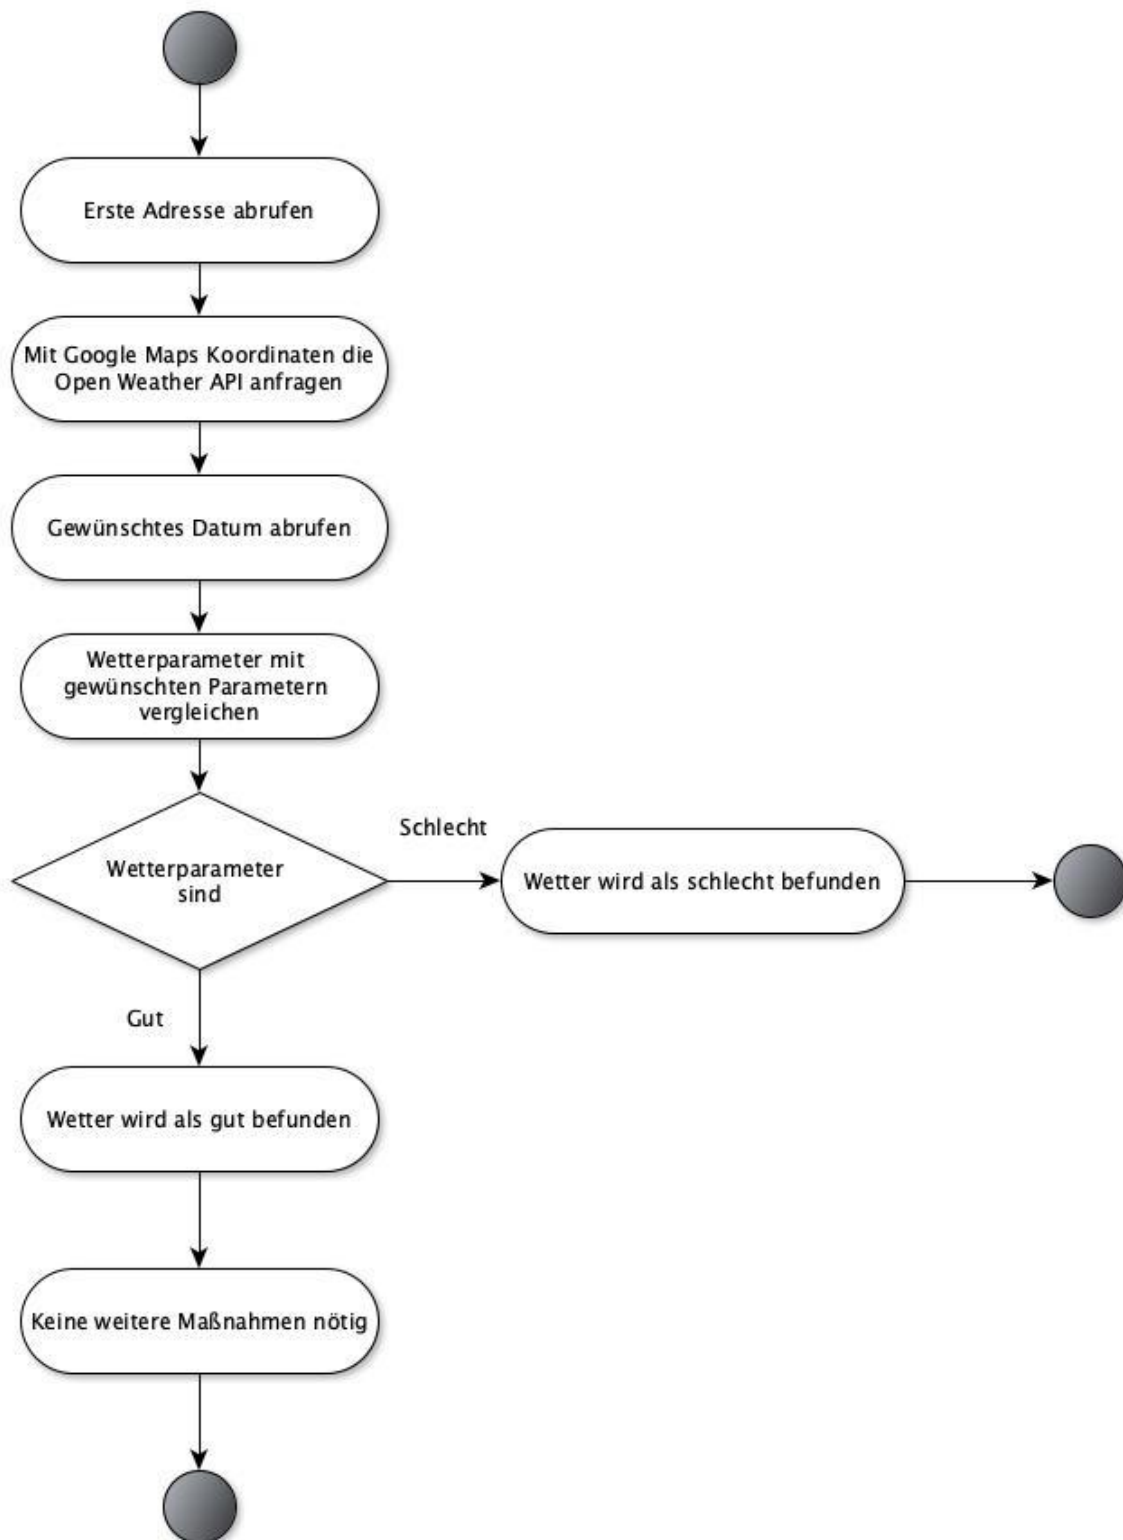 Erste Adresse abrufen
Mit Google Maps Koordinaten die
Open Weather API anfragen
Gewünschtes Datum abrufen
Wetterparameter mit
gewünschten Parametern
vergleichen
Wetterparameter
sind
Schlecht
Wetter wird als schlecht befunden
Gut
Wetter wird als gut befunden
Keine weitere Maßnahmen nötig